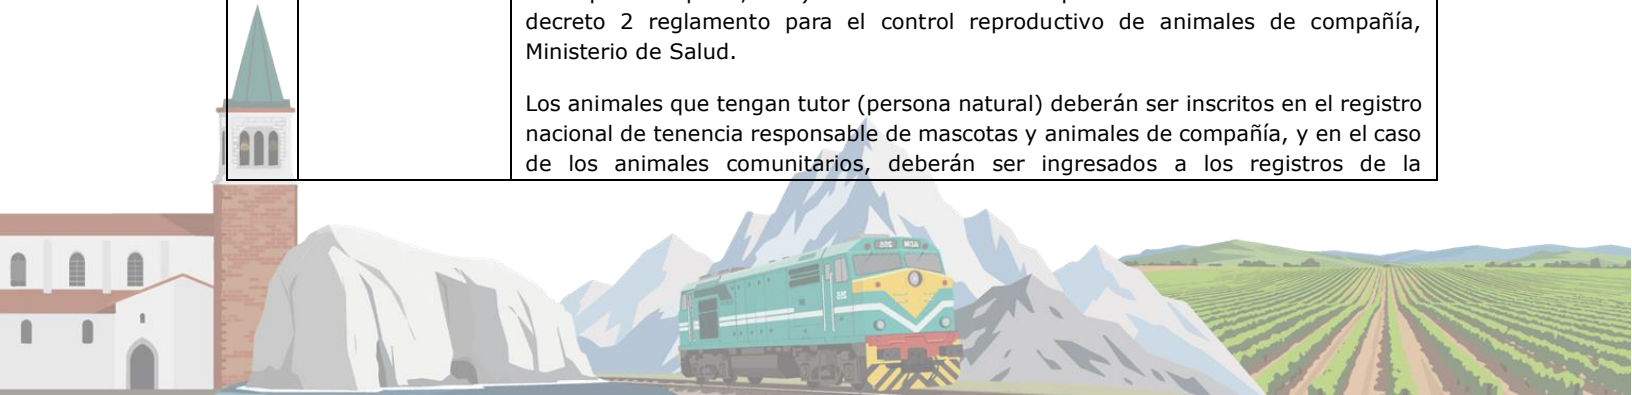 decreto 2 reglamento para el control reproductivo de animales de compañía,
Ministerio de Salud.
Los animales que tengan tutor (persona natural) deberán ser inscritos en el registro
nacional de tenencia responsable de mascotas y animales de compañía, y en el caso
de los animales comunitarios, deberán ser ingresados a los registros de la